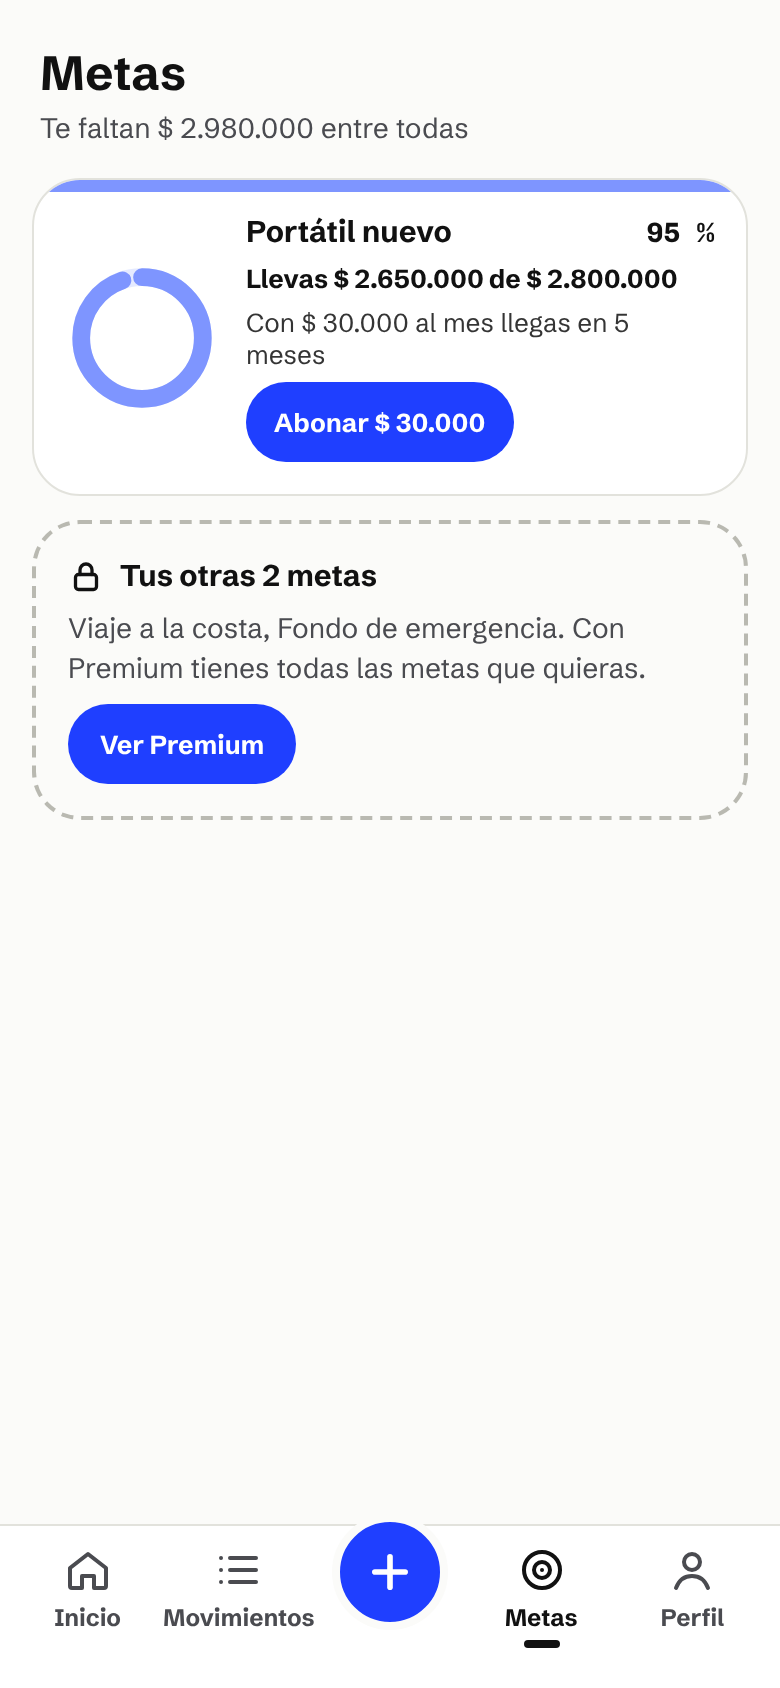 Metas
Te faltan $ 2.980.000 entre todas
Portátil nuevo 95 %
Llevas $ 2.650.000 de $ 2.800.000
Con $ 30.000 al mes llegas en 5
meses
Abonar $ 30.000
Tus otras 2 metas
Viaje a la costa, Fondo de emergencia. Con
Premium tienes todas las metas que quieras.
Ver Premium
Inicio Movimientos Metas Perfil